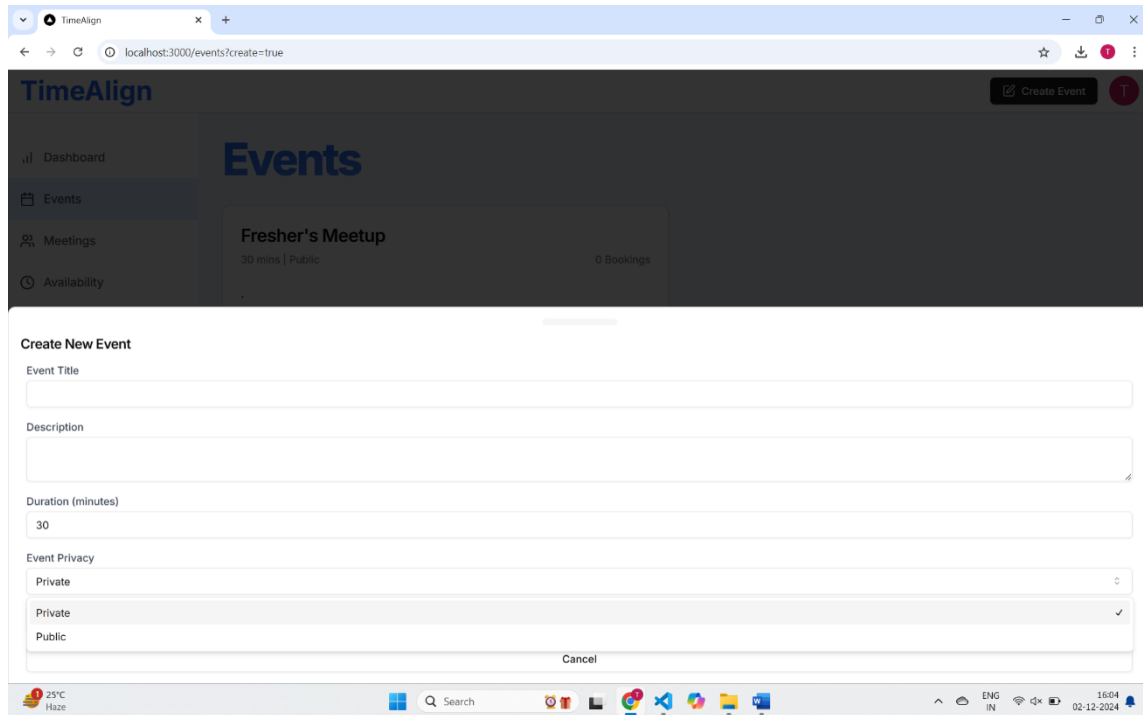 TimeAlign
localhost:3000/events?create=true
T
TimeAlign
Create Event
T
Dashboard
Events
Meetings
Availability
Events
Fresher's Meetup
30 mins | Public
0 Bookings
.
Create New Event
Event Title
Description
Duration (minutes)
30
Event Privacy
Private
Private
Public
Cancel
1
25°C
Haze
Search
T
ENG
IN
16:04
02-12-2024